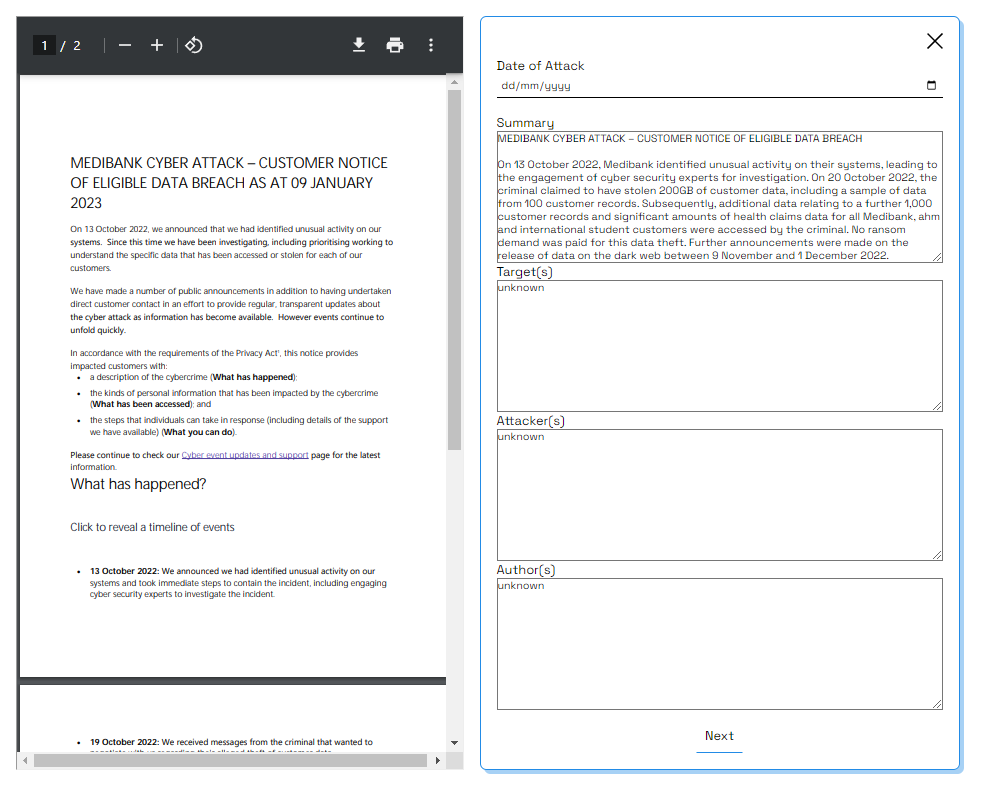 1 / 2
MEDIBANK CYBER ATTACK – CUSTOMER NOTICE
OF ELIGIBLE DATA BREACH AS AT 09 JANUARY
2023
On 13 October 2022, we announced that we had identified unusual activity on our
systems. Since this time we have been investigating, including prioritising working to
understand the specific data that has been accessed or stolen for each of our
customers.
We have made a number of public announcements in addition to having undertaken
direct customer contact in an effort to provide regular, transparent updates about
the cyber attack as information has become available. However events continue to
unfold quickly.
In accordance with the requirements of the Privacy Act¹, this notice provides
impacted customers with:
• a description of the cybercrime (What has happened);
• the kinds of personal information that has been impacted by the cybercrime
(What has been accessed); and
• the steps that individuals can take in response (including details of the support
we have available) (What you can do).
Please continue to check our Cyber event updates and support page for the latest
information.
What has happened?
Click to reveal a timeline of events
• 13 October 2022: We announced we had identified unusual activity on our
systems and took immediate steps to contain the incident, including engaging
cyber security experts to investigate the incident.
• 19 October 2022: We received messages from the criminal that wanted to
Date of Attack
dd/mm/yyyy
Summary
MEDIBANK CYBER ATTACK – CUSTOMER NOTICE OF ELIGIBLE DATA BREACH
On 13 October 2022, Medibank identified unusual activity on their systems, leading to
the engagement of cyber security experts for investigation. On 20 October 2022, the
criminal claimed to have stolen 200GB of customer data, including a sample of data
from 100 customer records. Subsequently, additional data relating to a further 1,000
customer records and significant amounts of health claims data for all Medibank, ahm
and international student customers were accessed by the criminal. No ransom
demand was paid for this data theft. Further announcements were made on the
release of data on the dark web between 9 November and 1 December 2022.
Target(s)
unknown
Attacker(s)
unknown
Author(s)
unknown
Next